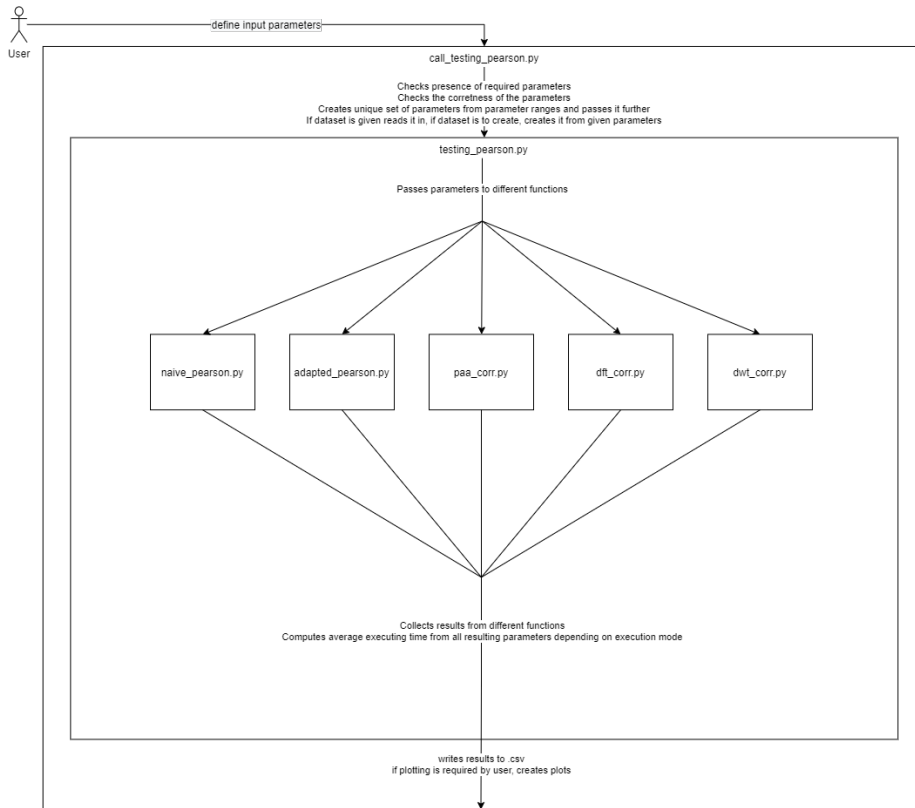 define input parameters
User
call_testing_pearson.py
Checks presence of required parameters
Checks the corretness of the parameters
Creates unique set of parameters from parameter ranges and passes it further
If dataset is given reads it in, if dataset is to create, creates it from given parameters
testing_pearson.py
Passes parameters to different functions
naive_pearson.py
adapted_pearson.py
paa_corr.py
dft_corr.py
dwt_corr.py
Collects results from different functions
Computes average executing time from all resulting parameters depending on execution mode
writes results to .csv
if plotting is required by user, creates plots